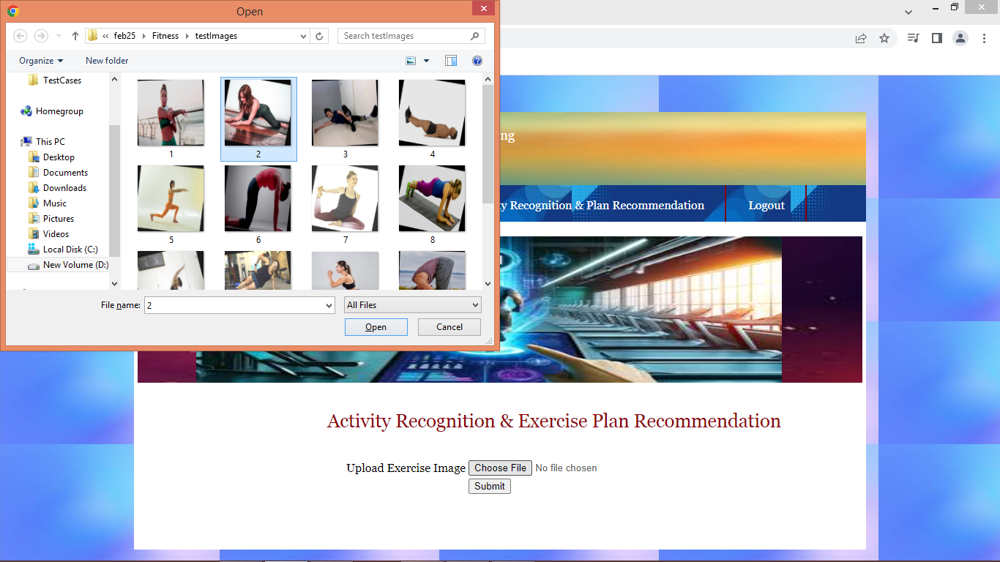 Open
« feb25 Fitness testImages
Search testImages
Organize
New folder
TestCases
Homegroup
This PC
Desktop
Documents
Downloads
Music
Pictures
Videos
Local Disk (C:)
New Volume (D:)
1
2
3
4
5
6
7
8
File name: 2
All Files
Open
Cancel
ng
y Recognition & Plan Recommendation
Logout
Activity Recognition & Exercise Plan Recommendation
Upload Exercise Image Choose File No file chosen
Submit